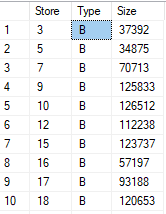 Store Type Size
1 3 B 37392
2 5 B 34875
3 7 B 70713
4 9 B 125833
5 10 B 126512
6 12 B 112238
7 15 B 123737
8 16 B 57197
9 17 B 93188
10 18 B 120653